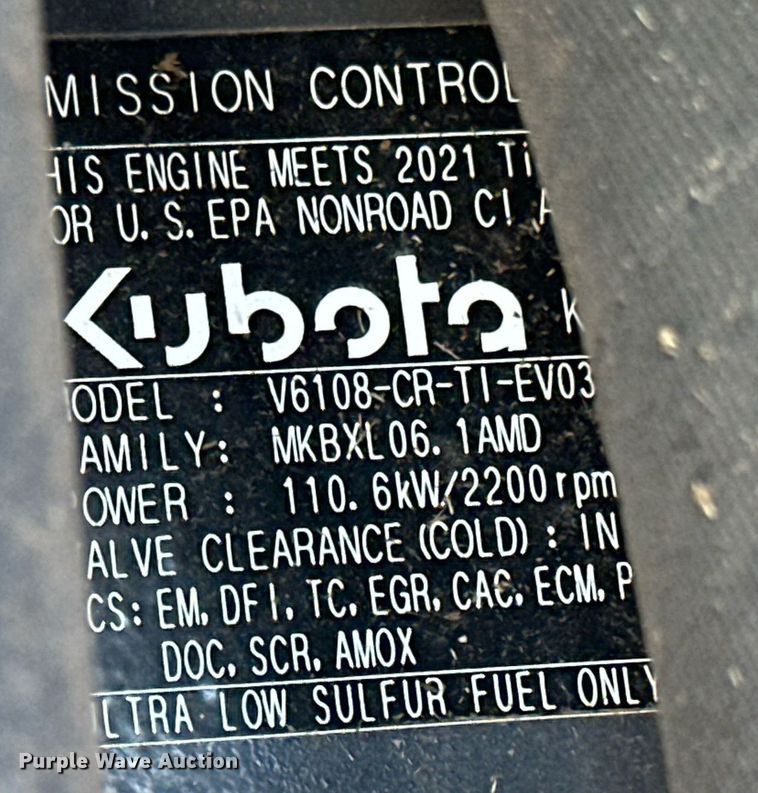 MISSION CONTROL
HIS ENGINE MEETS 2021 Ti
OR U.S.EPA NONROAD CI A
Kubota K
ODEL : V6108-CR-TI-EV03
AMILY: MKBXL06.1AMD
OWER : 110.6kW/2200rpm
ALVE CLEARANCE(COLD): IN
CS: EM, DFI, TC, EGR, CAC, ECM, P
DOC, SCR, AMOX
LTRA LOW SULFUR FUEL ONLY
Purple Wave Auction